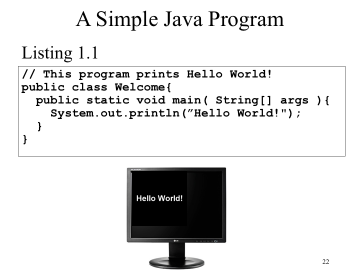 A Simple Java Program
Listing 1.1
// This program prints Hello World!
public class Welcome{
  public static void main( String[] args ){
    System.out.println(”Hello World!");
  }
}
Hello World!
22